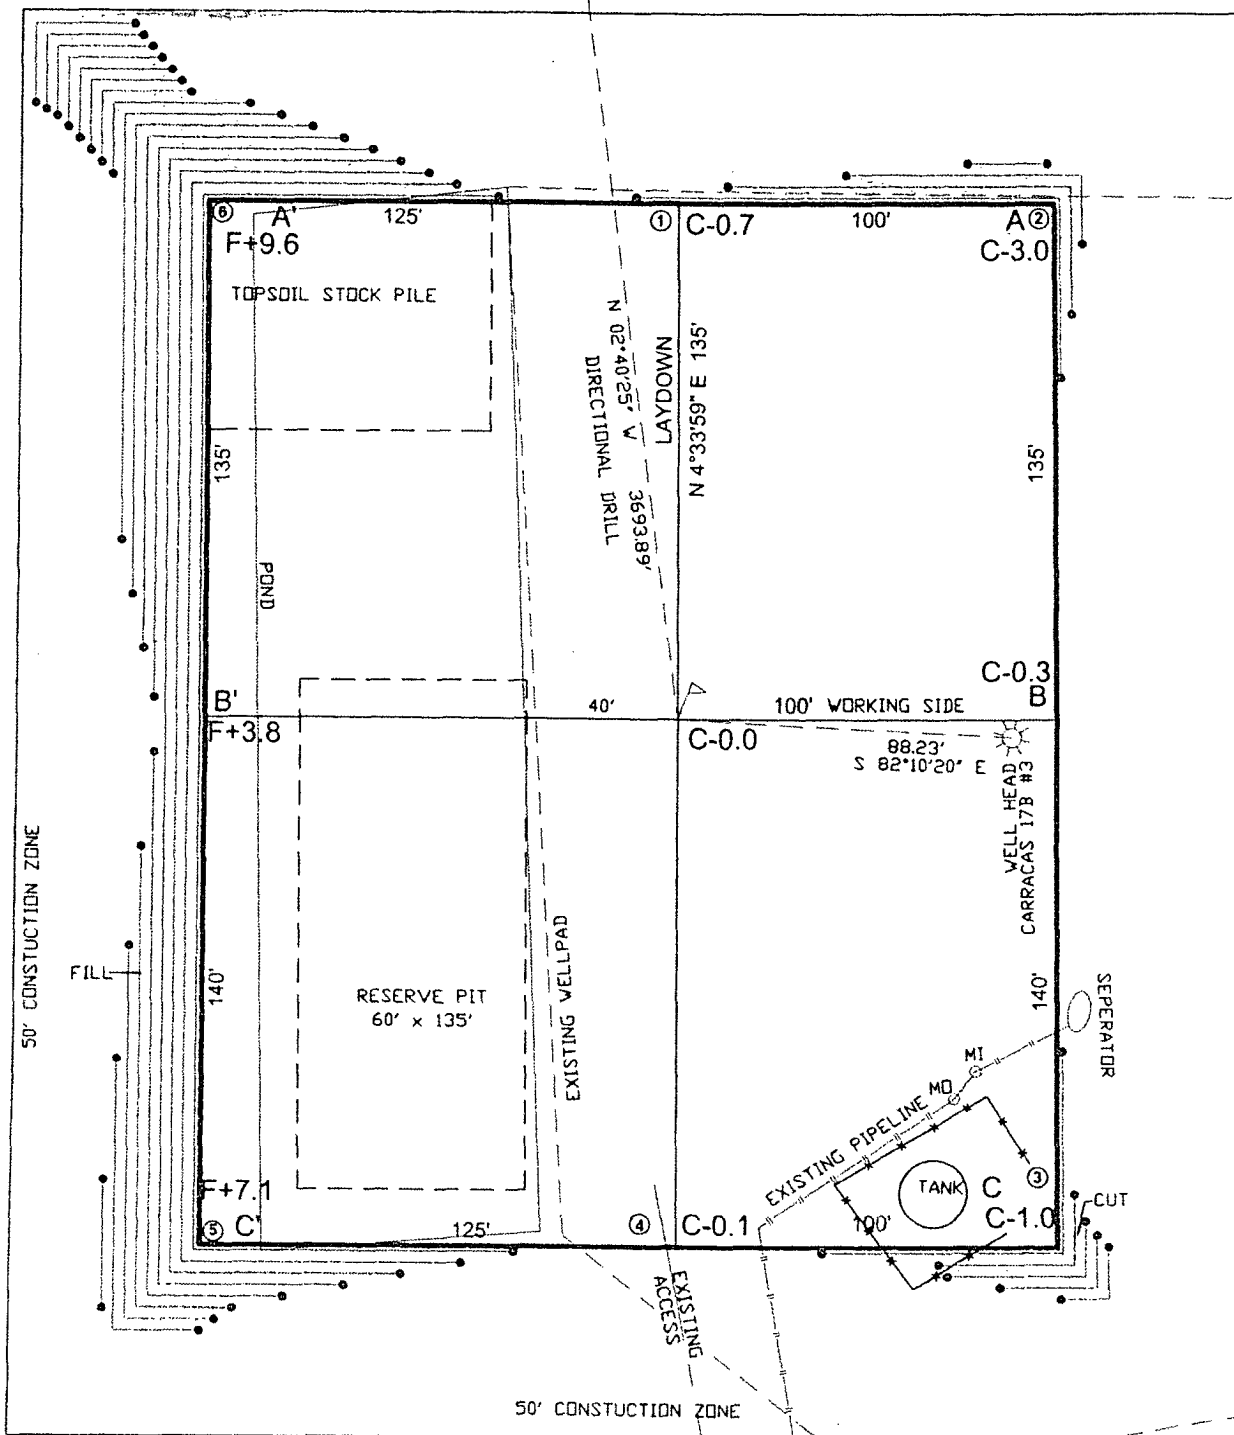 ⑥ A' 125' ① C-0.7 100' A ②
F+9.6 C-3.0
TOPSOIL STOCK PILE
N 02°40'25" W 3693.89'
DIRECTIONAL DRILL
LAYDOWN
N 4°33'59" E 135'
135'
135'
POND
C-0.3
B' 40' 100' WORKING SIDE B
F+3.8 C-0.0
88.23'
S 82°10'20" E
WELL HEAD
CARRACAS 17B #3
50' CONSTUCTION ZONE
FILL
140'
RESERVE PIT
60' x 135'
EXISTING WELLPAD
140'
SEPERATOR
MI
MO
EXISTING PIPELINE
TANK
③
C
CUT
F+7.1
C-1.0
⑤ C' 125' ④ C-0.1 100'
EXISTING
ACCESS
50' CONSTUCTION ZONE